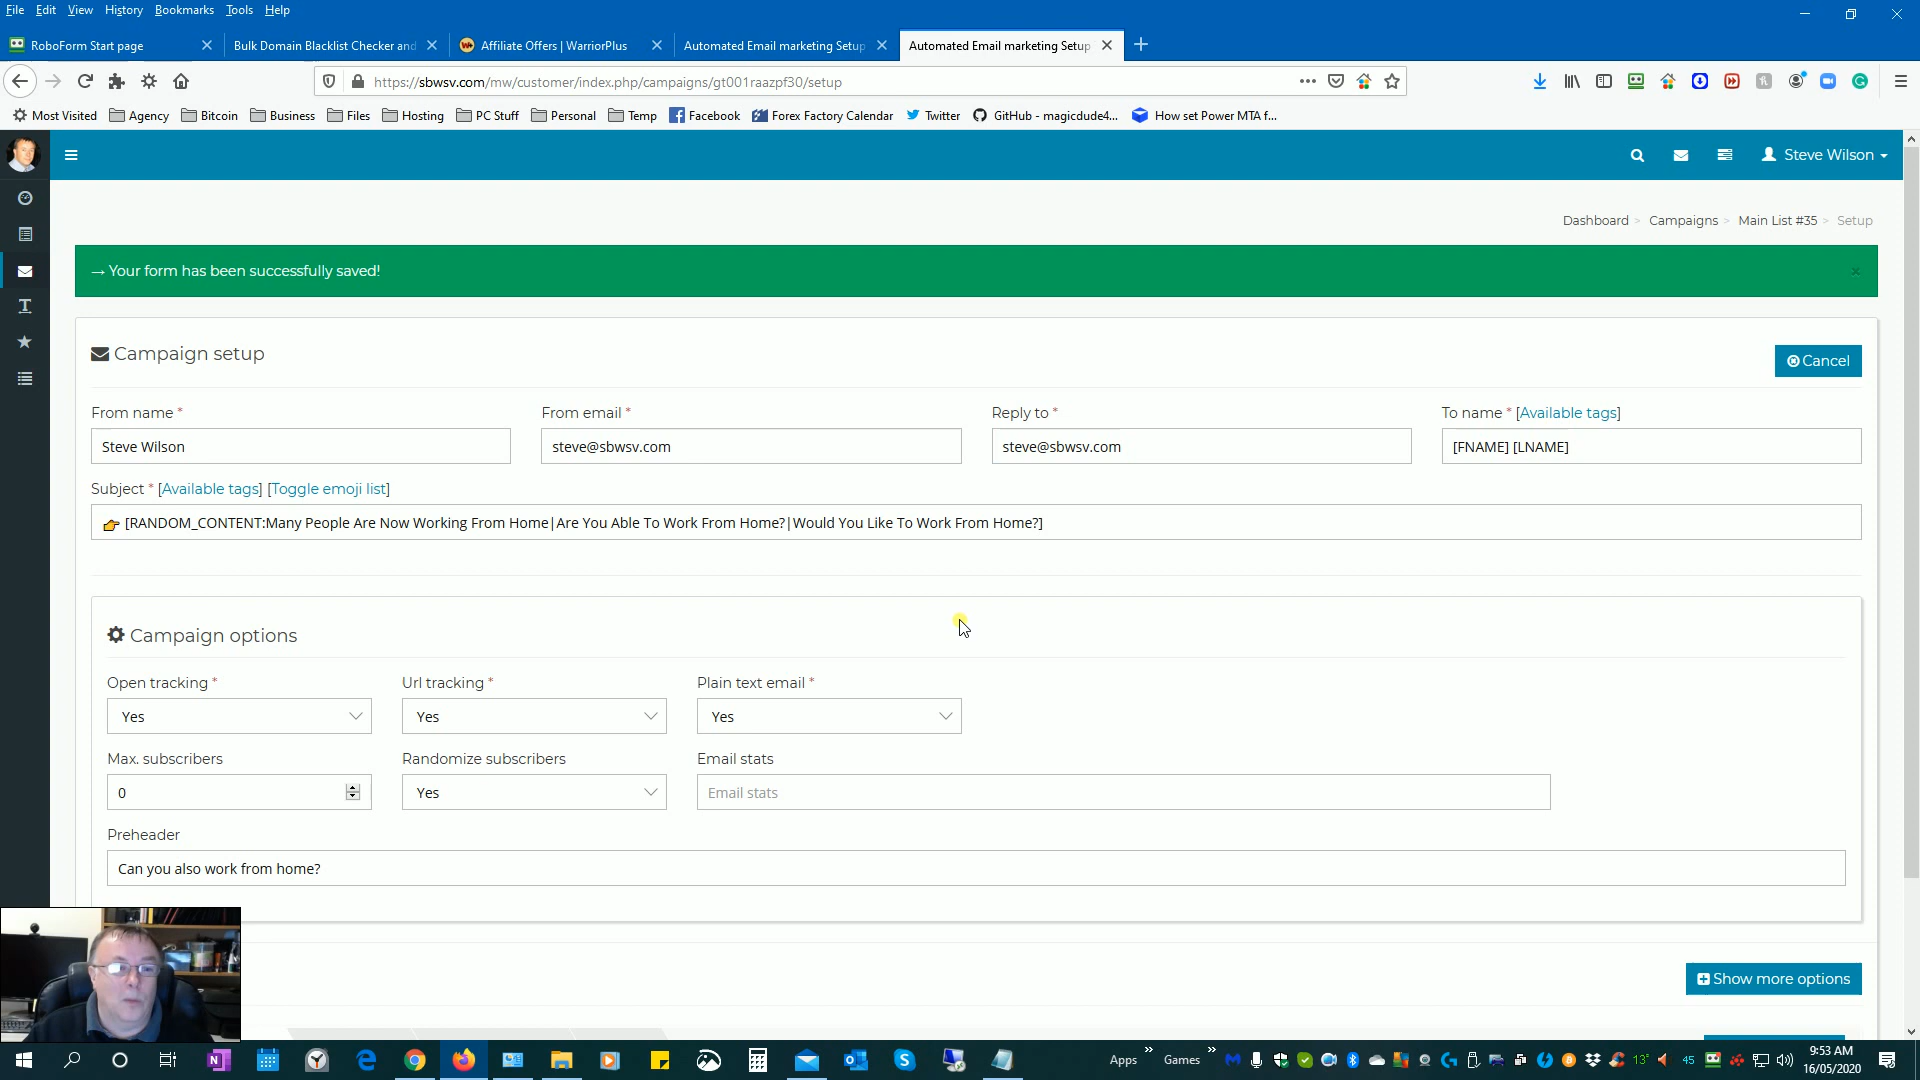 File Edit View History Bookmarks Tools Help
RoboForm Start page
Bulk Domain Blacklist Checker and
Affiliate Offers | WarriorPlus
Automated Email marketing Setup
Automated Email marketing Setup
https://sbwsv.com/mw/customer/index.php/campaigns/gt001raazpf30/setup
Most Visited Agency Bitcoin Business Files Hosting PC Stuff Personal Temp Facebook Forex Factory Calendar Twitter GitHub - magicdude4... How set Power MTA f...
Steve Wilson
Dashboard > Campaigns > Main List #35 > Setup
→ Your form has been successfully saved!
×
Campaign setup
Cancel
From name *
From email *
Reply to *
To name * [Available tags]
Steve Wilson
steve@sbwsv.com
steve@sbwsv.com
[FNAME] [LNAME]
Subject * [Available tags] [Toggle emoji list]
👉 [RANDOM_CONTENT:Many People Are Now Working From Home|Are You Able To Work From Home?|Would You Like To Work From Home?]
Campaign options
Open tracking *
Url tracking *
Plain text email *
Yes
Yes
Yes
Max. subscribers
Randomize subscribers
Email stats
0
Yes
Email stats
Preheader
Can you also work from home?
Show more options
Apps » Games »
13°
45
9:53 AM
16/05/2020